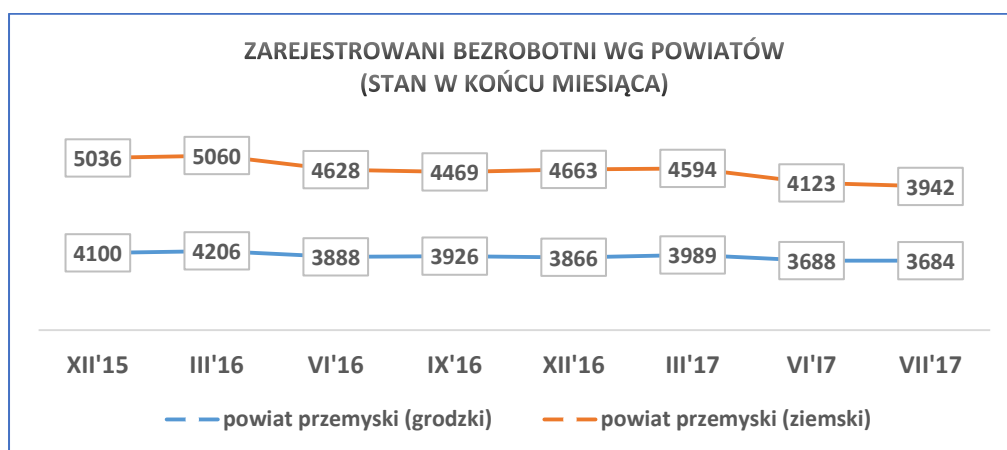 ZAREJESTROWANI BEZROBOTNI WG POWIATÓW
(STAN W KOŃCU MIESIĄCA)
5036 5060 4628 4469 4663 4594 4123 3942
4100 4206 3888 3926 3866 3989 3688 3684
XII'15 III'16 VI'16 IX'16 XII'16 III'17 VI'I7 VII'17
powiat przemyski (grodzki) powiat przemyski (ziemski)